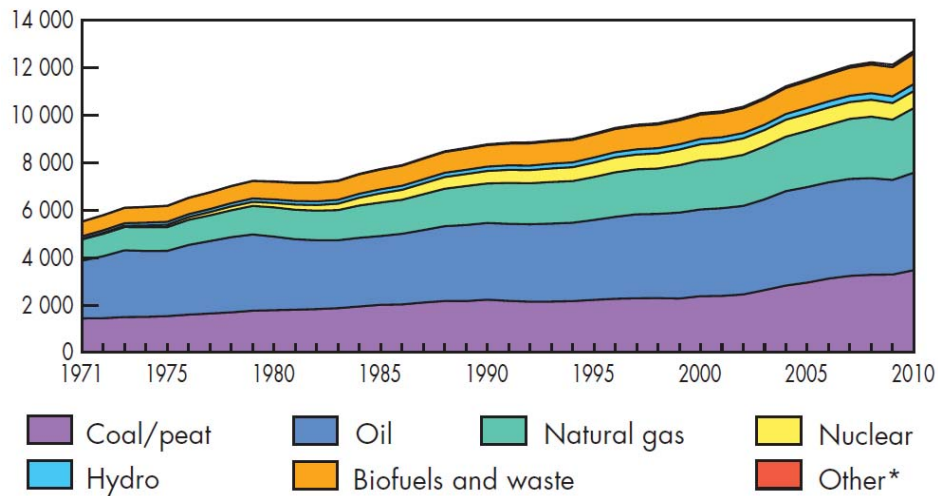 14 000
12 000
10 000
8 000
6 000
4 000
2 000
0
1971 1975 1980 1985 1990 1995 2000 2005 2010
Coal/peat Oil Natural gas Nuclear
Hydro Biofuels and waste Other*